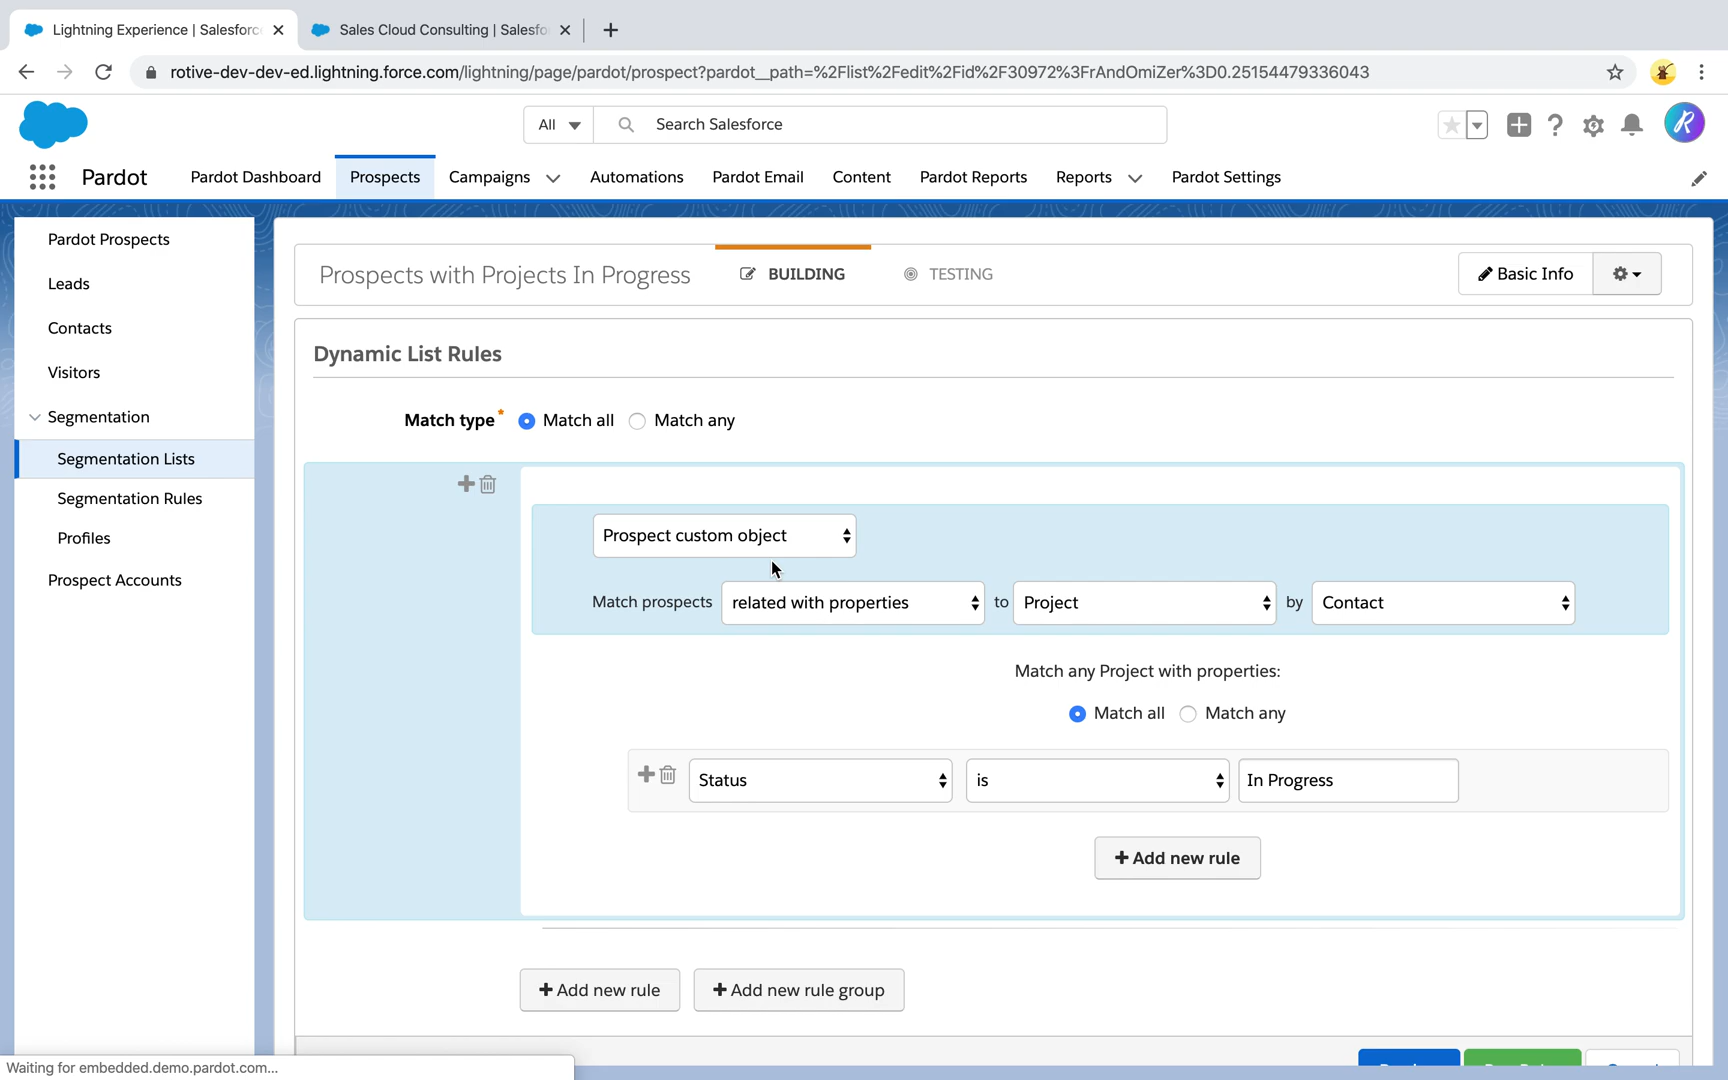 Lightning Experience | Salesforc
Sales Cloud Consulting | Salesfo
rotive-dev-dev-ed.lightning.force.com/lightning/page/pardot/prospect?pardot__path=%2Flist%2Fedit%2Fid%2F30972%3FrAndOmiZer%3D0.25154479336043
All
Search Salesforce
Pardot
Pardot Dashboard
Prospects
Campaigns
Automations
Pardot Email
Content
Pardot Reports
Reports
Pardot Settings
Pardot Prospects
Leads
Contacts
Visitors
Segmentation
Segmentation Lists
Segmentation Rules
Profiles
Prospect Accounts
Prospects with Projects In Progress
BUILDING
TESTING
Basic Info
Dynamic List Rules
Match type* Match all Match any
Prospect custom object
Match prospects related with properties to Project by Contact
Match any Project with properties:
Match all Match any
Status is In Progress
+ Add new rule
+ Add new rule + Add new rule group
Waiting for embedded.demo.pardot.com...